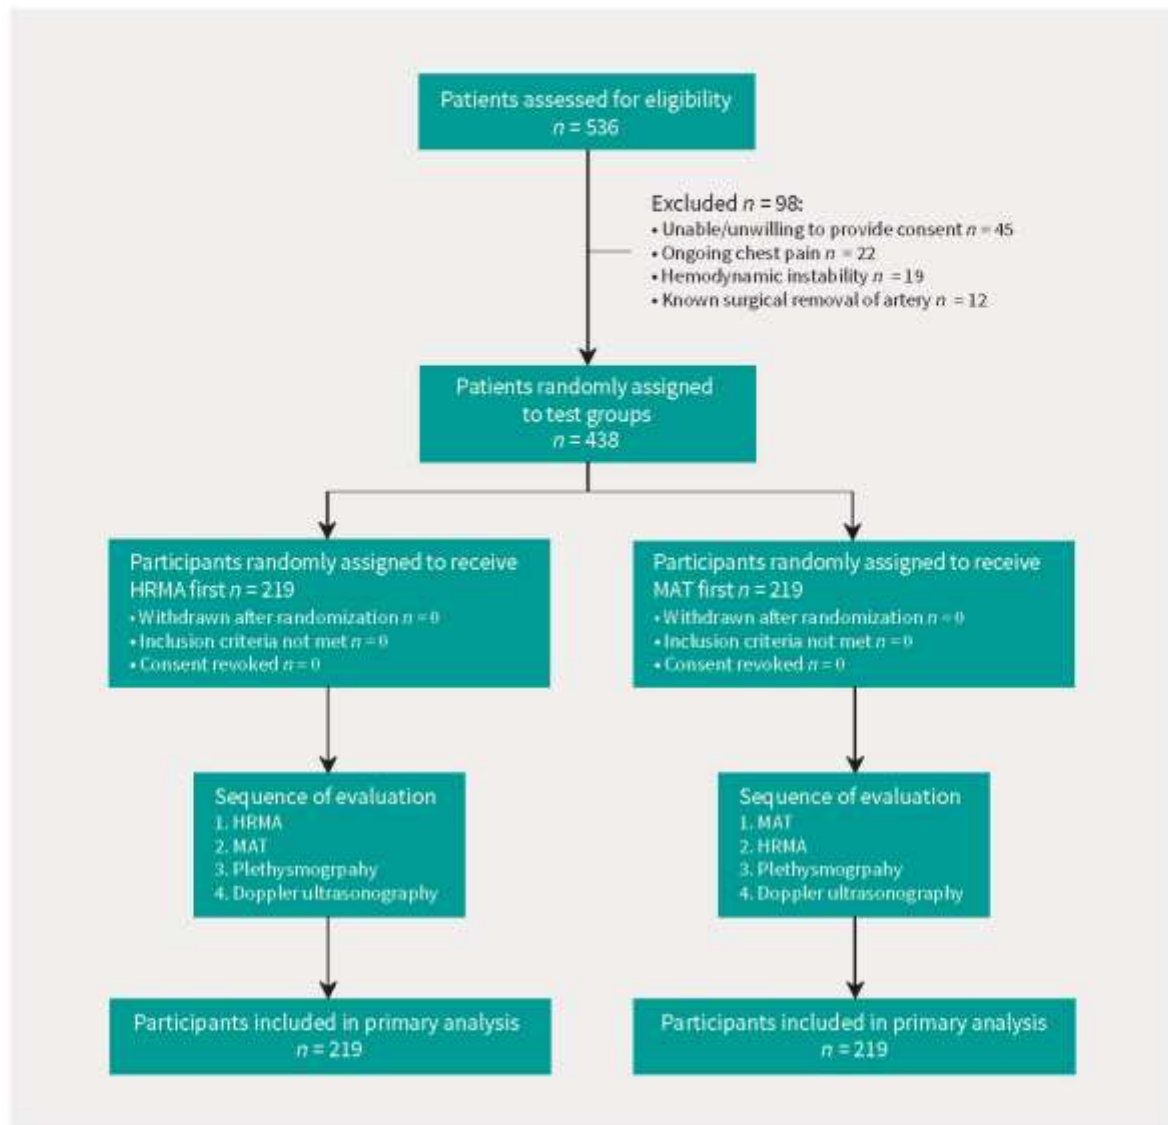 Patients assessed for eligibility
n = 536
Excluded n = 98:
• Unable/unwilling to provide consent n = 45
• Ongoing chest pain n = 22
• Hemodynamic instability n = 19
• Known surgical removal of artery n = 12
Patients randomly assigned
to test groups
n = 438
Participants randomly assigned to receive
HRMA first n = 219
• Withdrawn after randomization n = 0
• Inclusion criteria not met n = 0
• Consent revoked n = 0
Participants randomly assigned to receive
MAT first n = 219
• Withdrawn after randomization n = 0
• Inclusion criteria not met n = 0
• Consent revoked n = 0
Sequence of evaluation
1. HRMA
2. MAT
3. Plethysmogrpahy
4. Doppler ultrasonography
Sequence of evaluation
1. MAT
2. HRMA
3. Plethysmogrpahy
4. Doppler ultrasonography
Participants included in primary analysis
n = 219
Participants included in primary analysis
n = 219